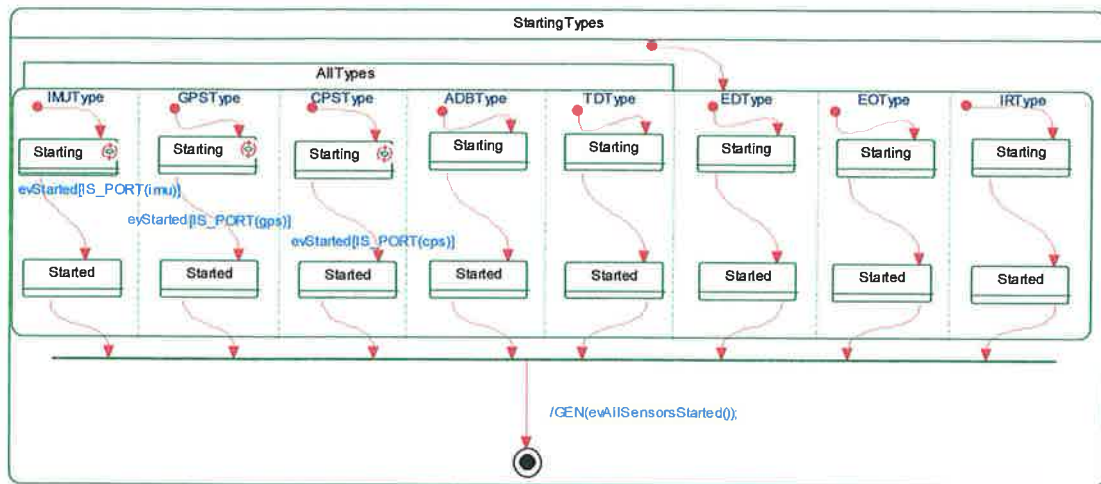 StartingTypes
AllTypes
IMUType
GPSType
CPSType
ADBType
TDType
EDType
EOType
IRType
Starting
Starting
Starting
Starting
Starting
Starting
Starting
Starting
evStarted[IS_PORT(imu)]
evStarted[IS_PORT(gps)]
evStarted[IS_PORT(cps)]
Started
Started
Started
Started
Started
Started
Started
Started
/GEN(evAllSensorsStarted());